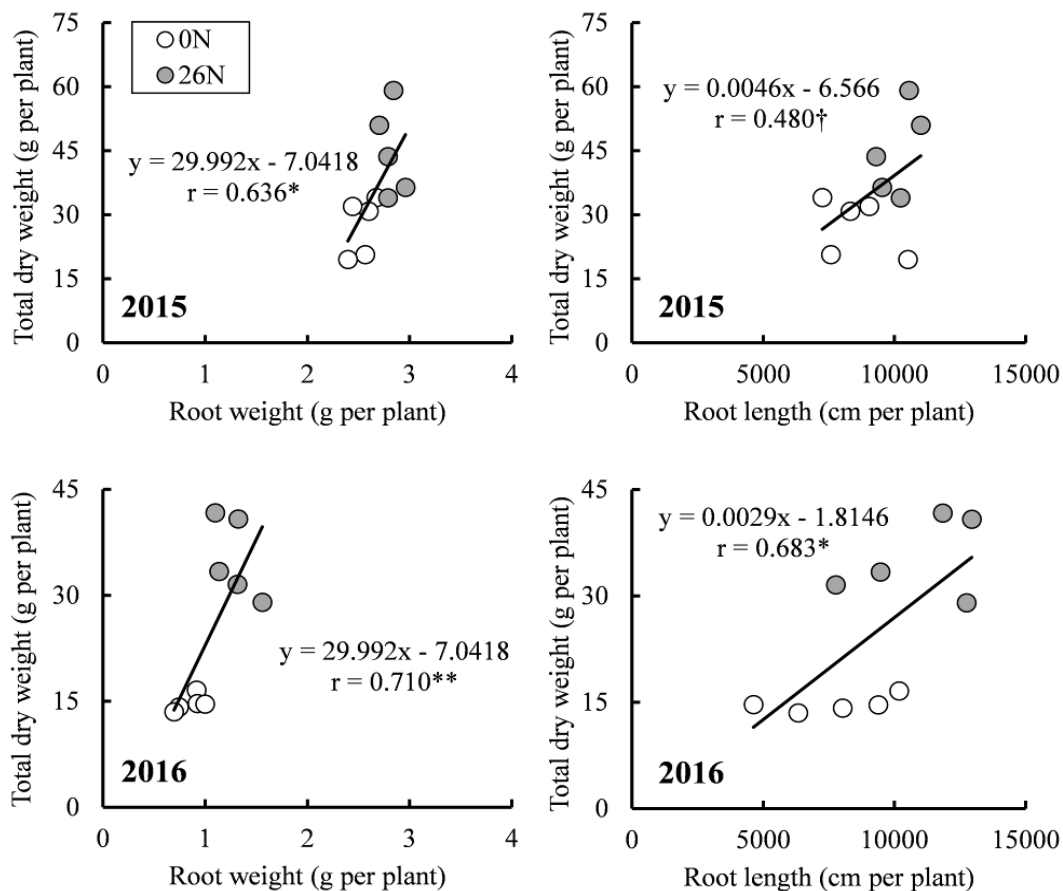 Total dry weight (g per plant)
75
60
45
30
15
0
0N
26N
y = 29.992x - 7.0418
r = 0.636*
2015
0 1 2 3 4
Root weight (g per plant)
Total dry weight (g per plant)
75
60
45
30
15
0
y = 0.0046x - 6.566
r = 0.480†
2015
0 5000 10000 15000
Root length (cm per plant)
Total dry weight (g per plant)
45
30
15
0
y = 29.992x - 7.0418
r = 0.710**
2016
0 1 2 3 4
Root weight (g per plant)
Total dry weight (g per plant)
45
30
15
0
y = 0.0029x - 1.8146
r = 0.683*
2016
0 5000 10000 15000
Root length (cm per plant)